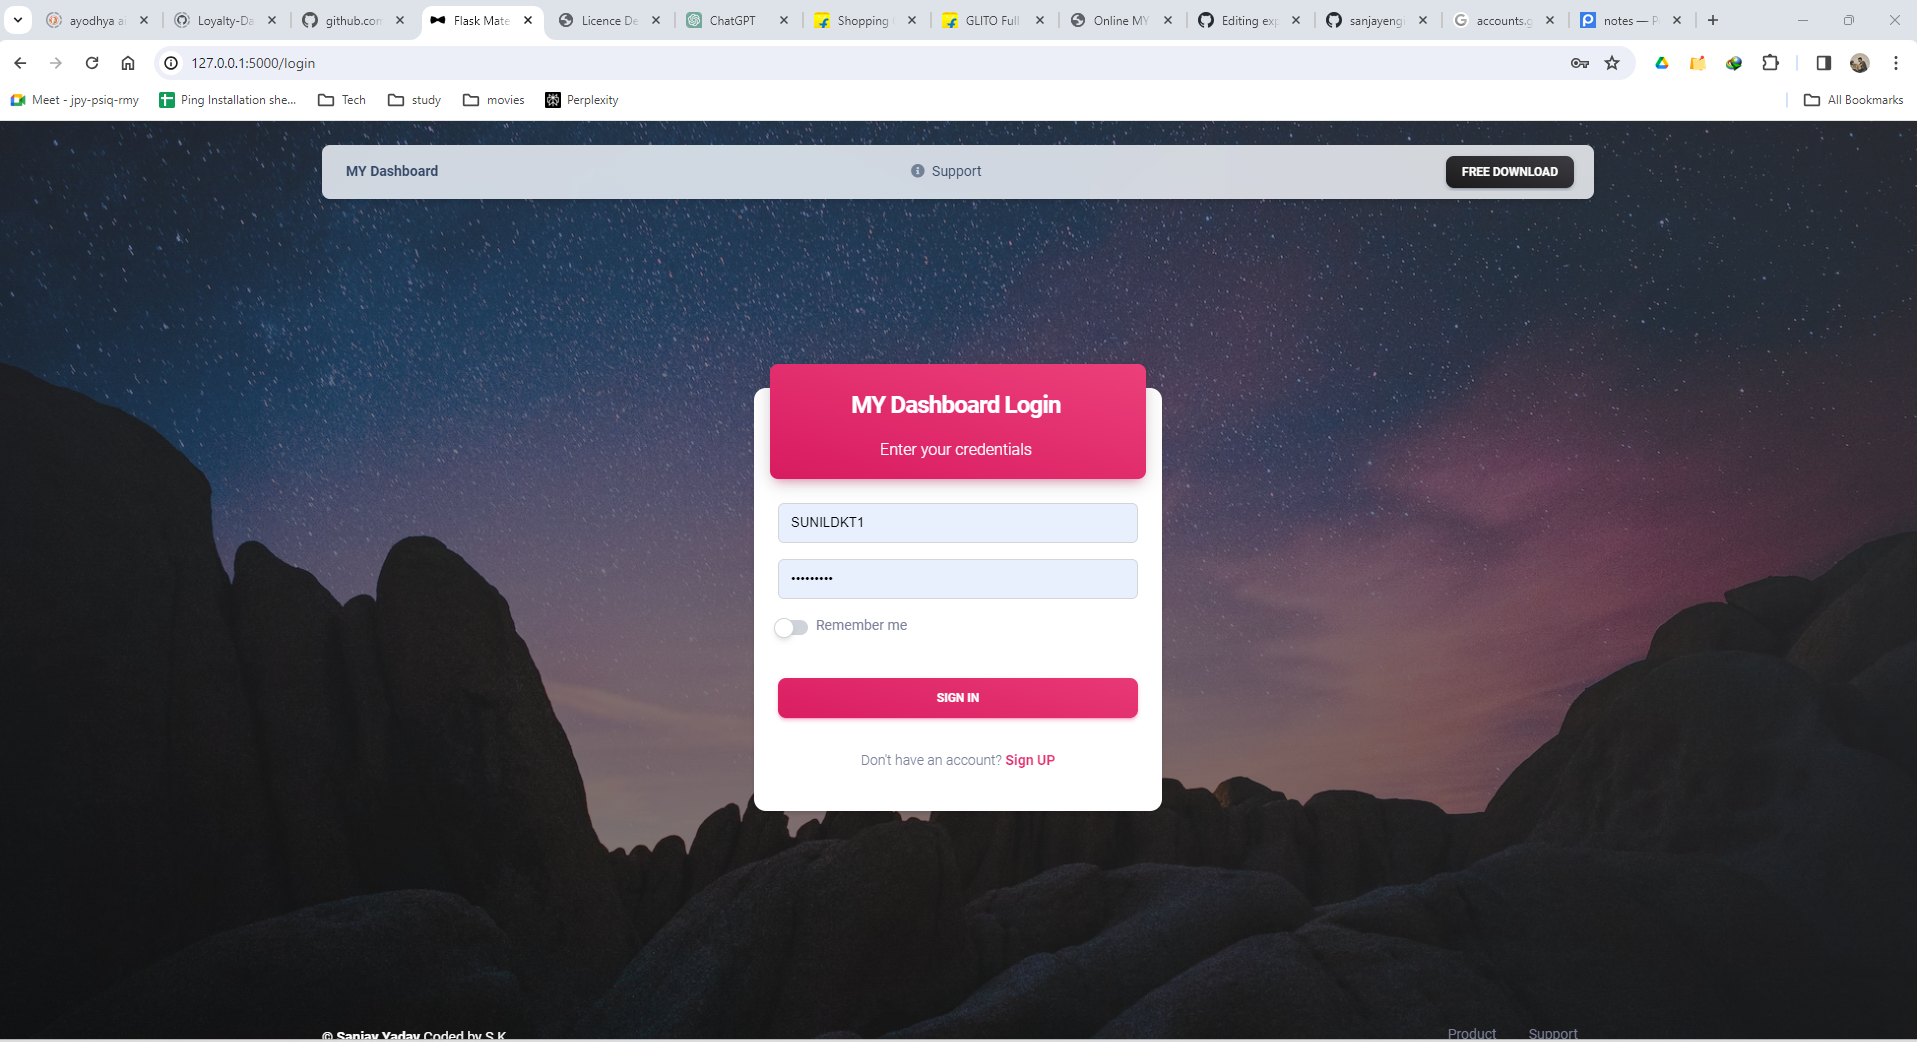 ayodhya ai
Loyalty-Da
github.com
Flask Mate
Licence De
ChatGPT
Shopping
GLITO Full
Online MY
Editing exp
sanjayengi
accounts.g
notes — P
127.0.0.1:5000/login
Meet - jpy-psiq-rmy
Ping Installation she...
Tech
study
movies
Perplexity
All Bookmarks
MY Dashboard
Support
FREE DOWNLOAD
MY Dashboard Login
Enter your credentials
SUNILDKT1
•••••••••
Remember me
SIGN IN
Don't have an account? Sign UP
© Sanjay Yadav Coded by S.K
Product
Support